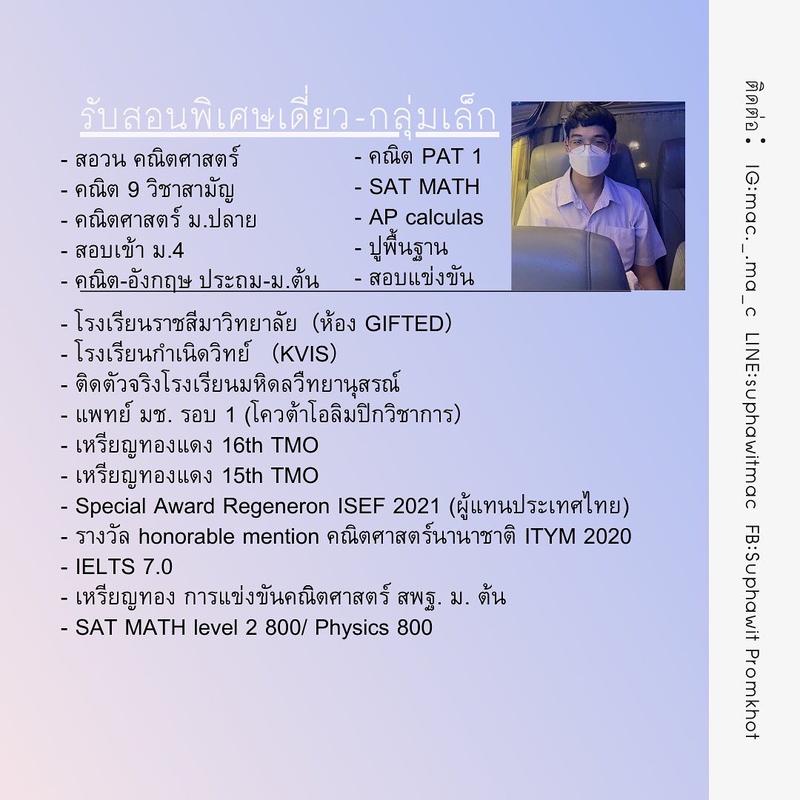 รับสอนพิเศษเดี่ยว-กลุ่มเล็ก
- สอวน คณิตศาสตร์
- คณิต 9 วิชาสามัญ
- คณิตศาสตร์ ม.ปลาย
- สอบเข้า ม.4
- คณิต-อังกฤษ ประถม-ม.ต้น
- คณิต PAT 1
- SAT MATH
- AP calculas
- ปูพื้นฐาน
- สอบแข่งขัน
- โรงเรียนราชสีมาวิทยาลัย (ห้อง GIFTED)
- โรงเรียนกำเนิดวิทย์ (KVIS)
- ติดตัวจริงโรงเรียนมหิดลวิทยานุสรณ์
- แพทย์ มช. รอบ 1 (โควต้าโอลิมปิกวิชาการ)
- เหรียญทองแดง 16th TMO
- เหรียญทองแดง 15th TMO
- Special Award Regeneron ISEF 2021 (ผู้แทนประเทศไทย)
- รางวัล honorable mention คณิตศาสตร์นานาชาติ ITYM 2020
- IELTS 7.0
- เหรียญทอง การแข่งขันคณิตศาสตร์ สพฐ. ม. ต้น
- SAT MATH level 2 800/ Physics 800
ติดต่อ : IG:mac._.ma_c LINE:suphawitmac FB:Suphawit Promkhot